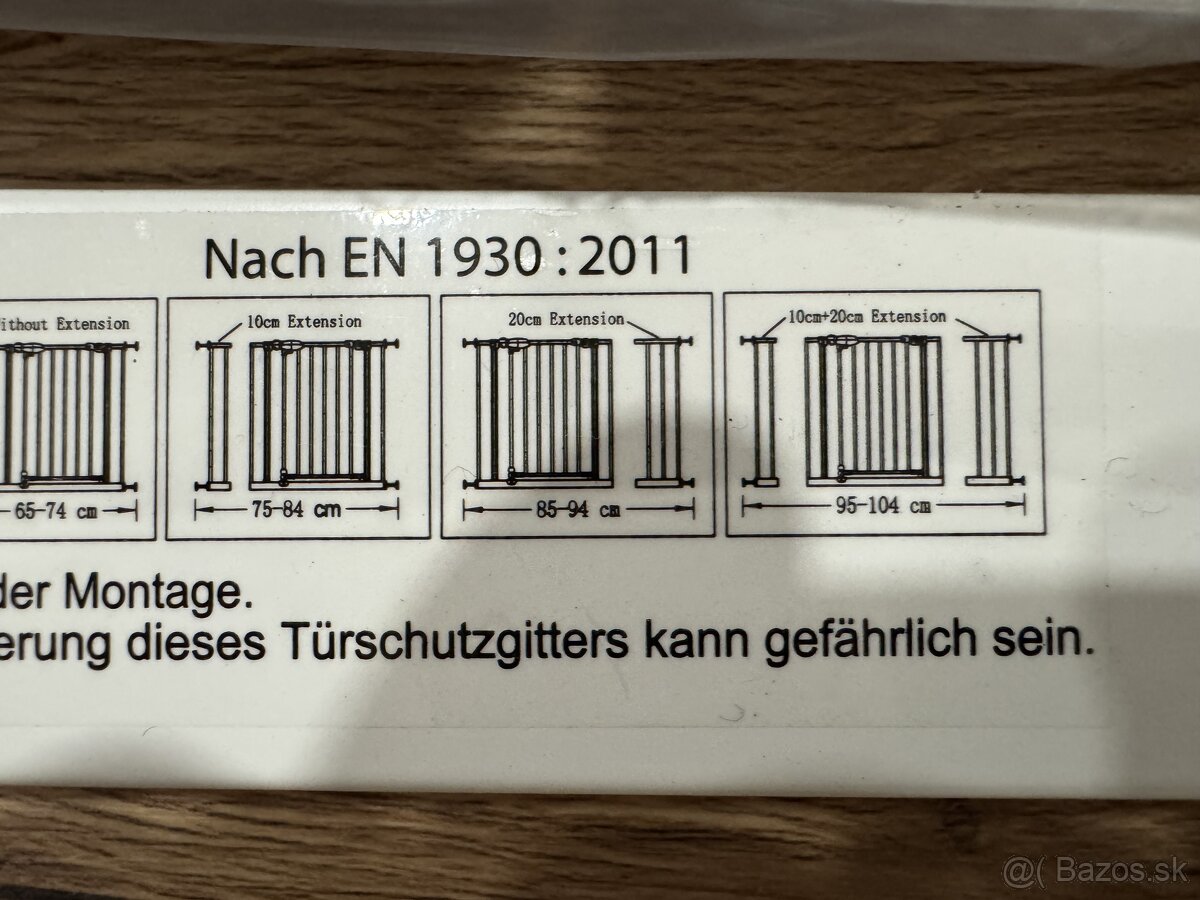 Nach EN 1930 : 2011
ithout Extension
10cm Extension
20cm Extension
10cm+20cm Extension
65-74 cm
75-84 cm
85-94 cm
95-104 cm
der Montage.
erung dieses Türschutzgitters kann gefährlich sein.
@( Bazos.sk